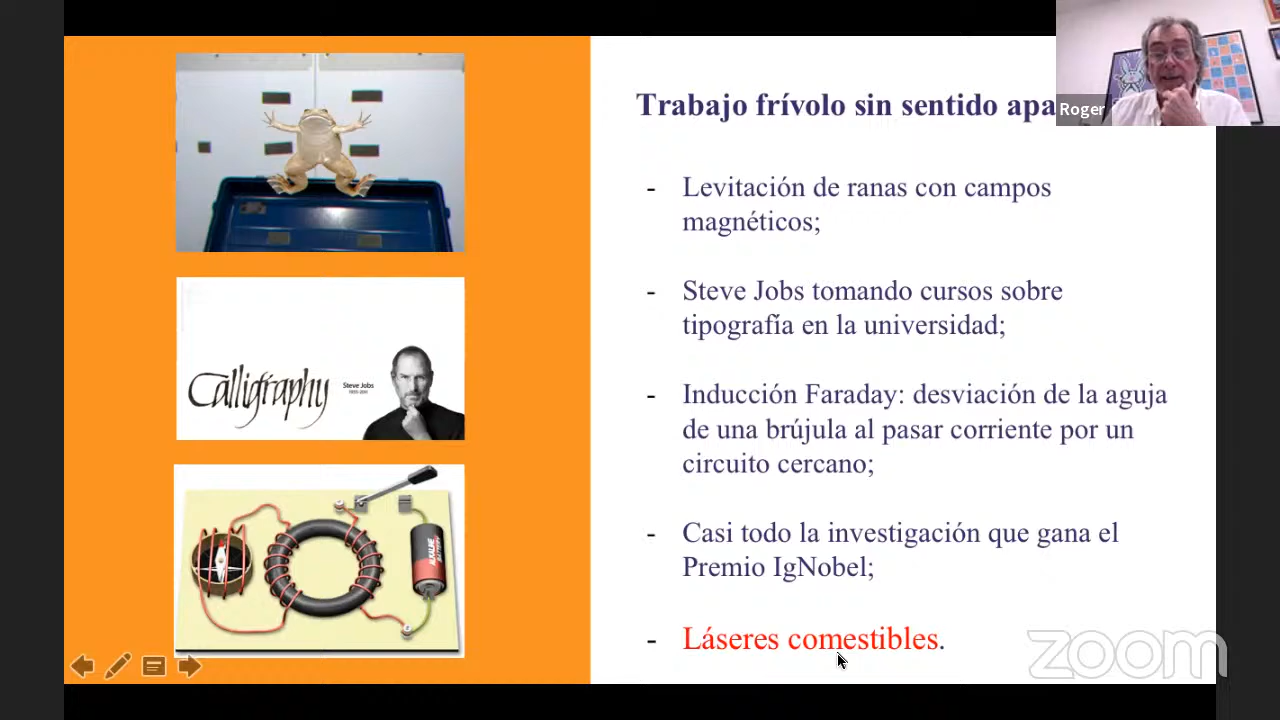 Trabajo frívolo sin sentido apa
Roger
- Levitación de ranas con campos
magnéticos;
- Steve Jobs tomando cursos sobre
tipografía en la universidad;
- Inducción Faraday: desviación de la aguja
de una brújula al pasar corriente por un
circuito cercano;
- Casi todo la investigación que gana el
Premio IgNobel;
- Láseres comestibles.
Calligraphy
Steve Jobs
ALKALINE
BATTERY
zoom